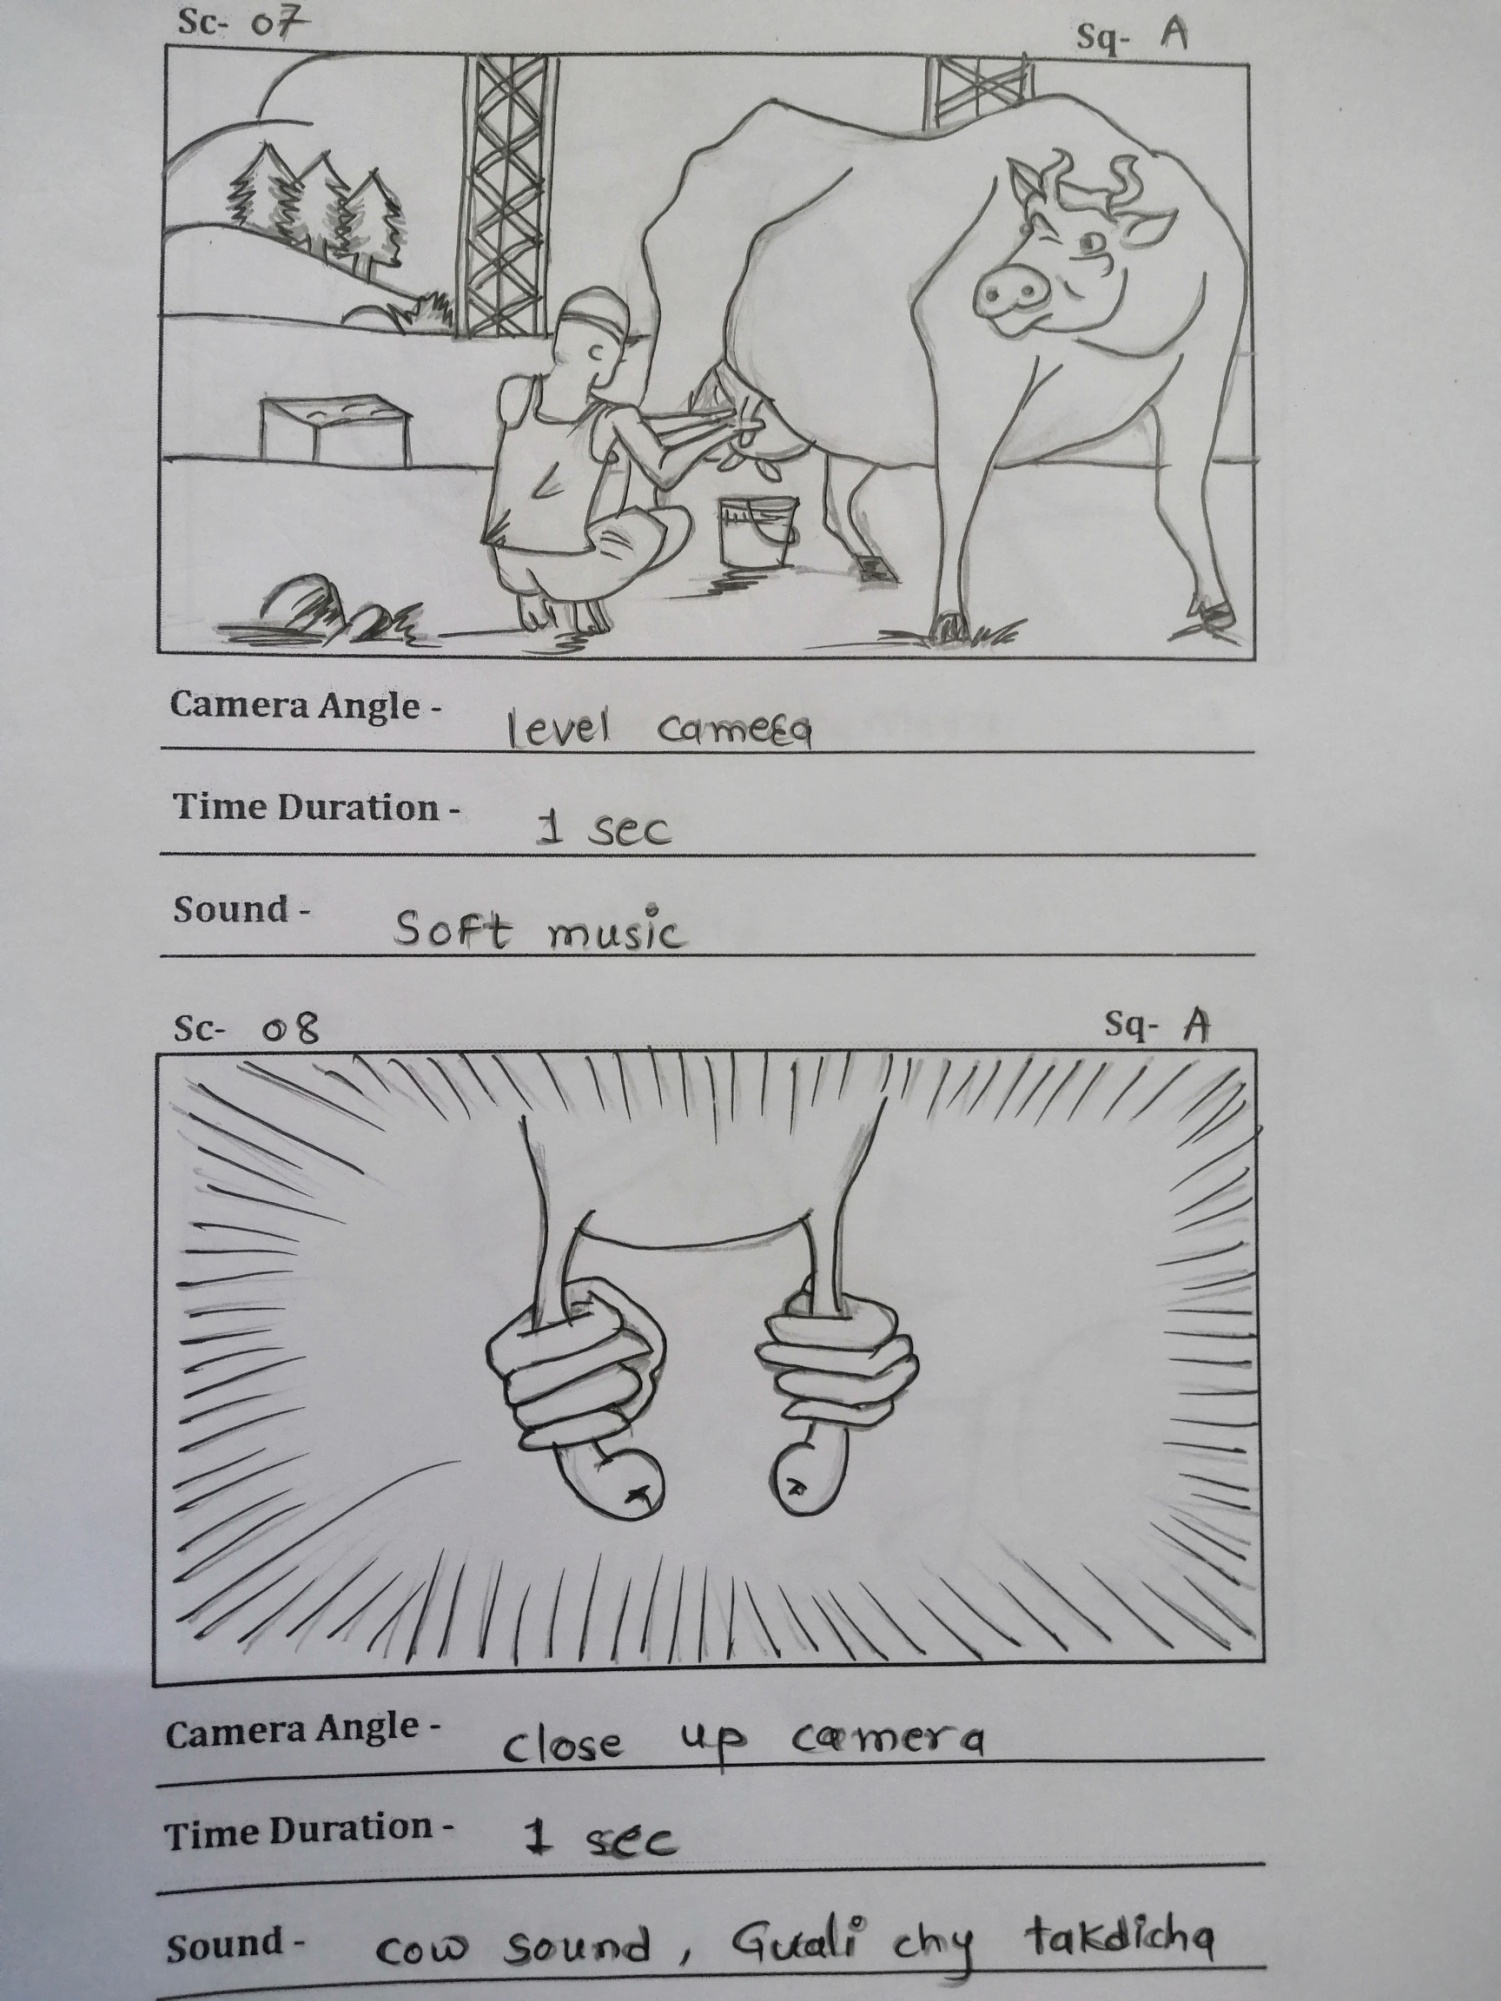 Sc- 07 Sq- A
Camera Angle - level camera
Time Duration - 1 sec
Sound - Soft music
Sc- 08 Sq- A
Camera Angle - close up camera
Time Duration - 1 sec
Sound - cow sound, Guali chy takdicha